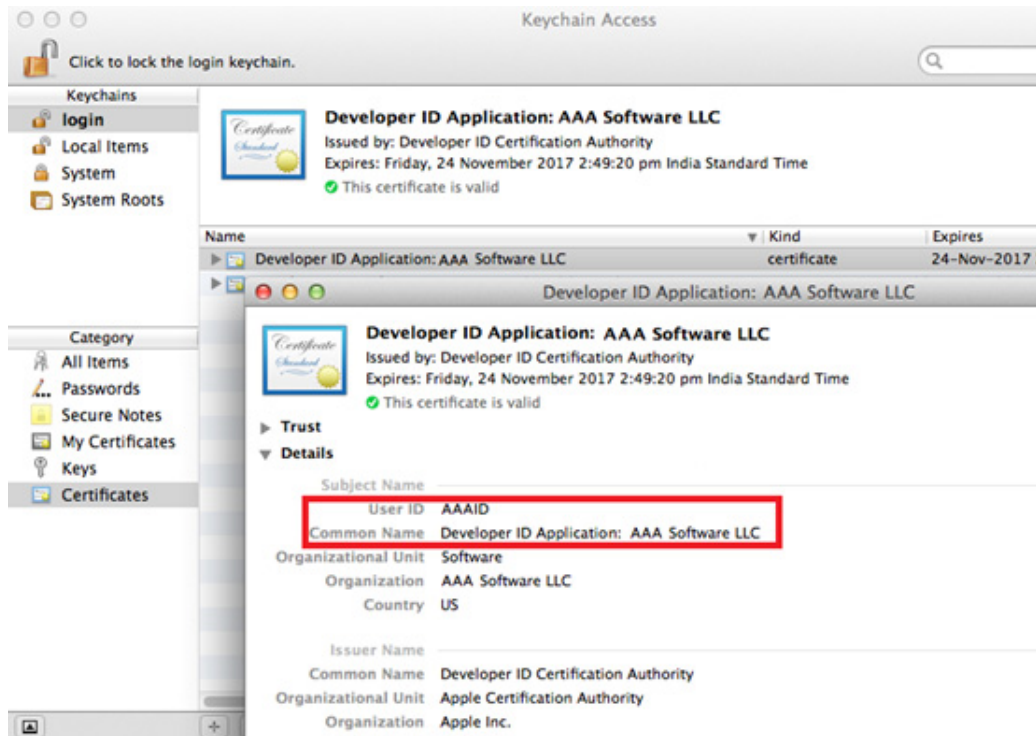 Keychain Access
Click to lock the login keychain.
Keychains
login
Local Items
System
System Roots
Certificate
Standard
Developer ID Application: AAA Software LLC
Issued by: Developer ID Certification Authority
Expires: Friday, 24 November 2017 2:49:20 pm India Standard Time
This certificate is valid
Name Kind Expires
Developer ID Application: AAA Software LLC certificate 24-Nov-2017
Developer ID Application: AAA Software LLC
Certificate
Standard
Developer ID Application: AAA Software LLC
Issued by: Developer ID Certification Authority
Expires: Friday, 24 November 2017 2:49:20 pm India Standard Time
This certificate is valid
Trust
Details
Subject Name
User ID AAAID
Common Name Developer ID Application: AAA Software LLC
Organizational Unit Software
Organization AAA Software LLC
Country US
Issuer Name
Common Name Developer ID Certification Authority
Organizational Unit Apple Certification Authority
Organization Apple Inc.
Category
All Items
Passwords
Secure Notes
My Certificates
Keys
Certificates